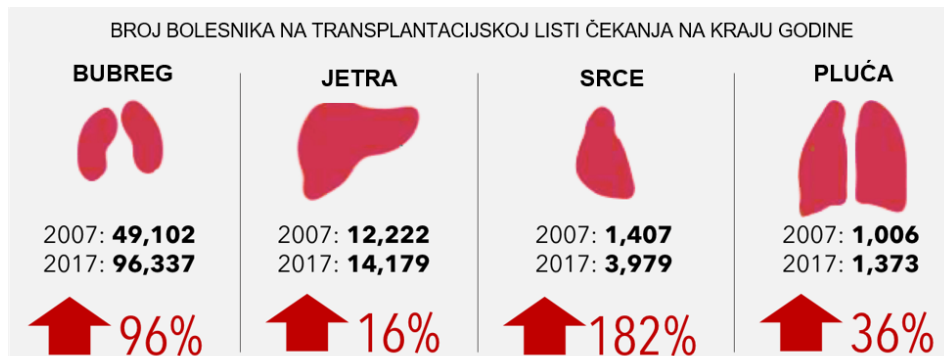 BROJ BOLESNIKA NA TRANSPLANTACIJSKOJ LISTI ČEKANJA NA KRAJU GODINE
BUBREG
2007: 49,102
2017: 96,337
96%
JETRA
2007: 12,222
2017: 14,179
16%
SRCE
2007: 1,407
2017: 3,979
182%
PLUĆA
2007: 1,006
2017: 1,373
36%